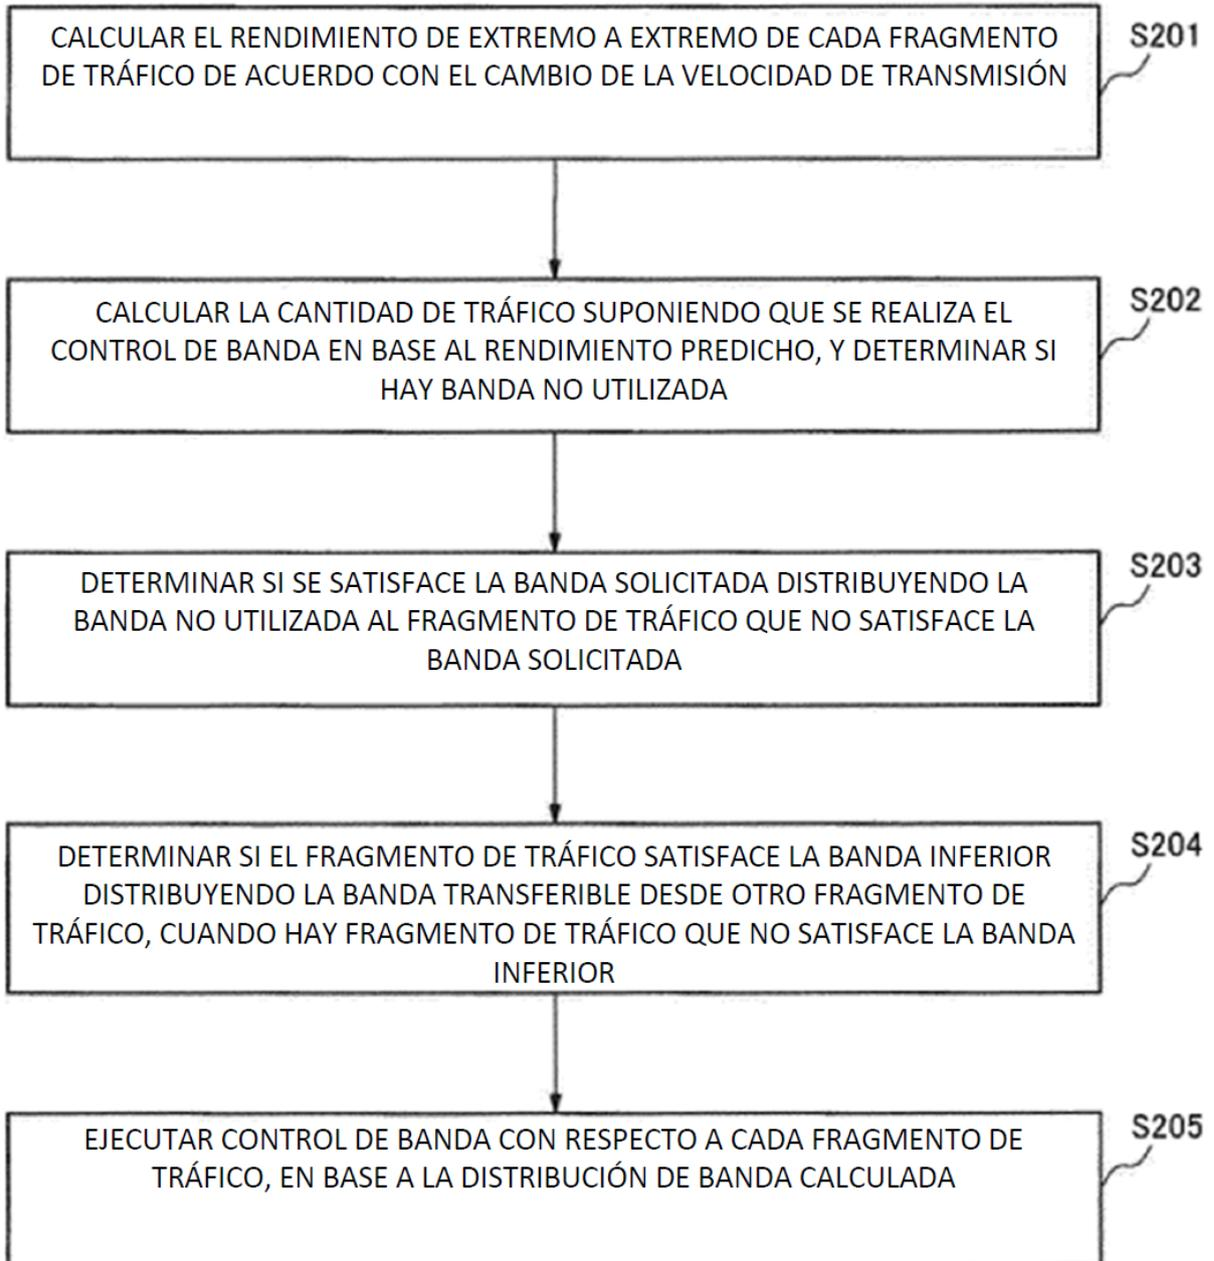 CALCULAR EL RENDIMIENTO DE EXTREMO A EXTREMO DE CADA FRAGMENTO
DE TRÁFICO DE ACUERDO CON EL CAMBIO DE LA VELOCIDAD DE TRANSMISIÓN
S201
CALCULAR LA CANTIDAD DE TRÁFICO SUPONIENDO QUE SE REALIZA EL
CONTROL DE BANDA EN BASE AL RENDIMIENTO PREDICHO, Y DETERMINAR SI
HAY BANDA NO UTILIZADA
S202
DETERMINAR SI SE SATISFACE LA BANDA SOLICITADA DISTRIBUYENDO LA
BANDA NO UTILIZADA AL FRAGMENTO DE TRÁFICO QUE NO SATISFACE LA
BANDA SOLICITADA
S203
DETERMINAR SI EL FRAGMENTO DE TRÁFICO SATISFACE LA BANDA INFERIOR
DISTRIBUYENDO LA BANDA TRANSFERIBLE DESDE OTRO FRAGMENTO DE
TRÁFICO, CUANDO HAY FRAGMENTO DE TRÁFICO QUE NO SATISFACE LA BANDA
INFERIOR
S204
EJECUTAR CONTROL DE BANDA CON RESPECTO A CADA FRAGMENTO DE
TRÁFICO, EN BASE A LA DISTRIBUCIÓN DE BANDA CALCULADA
S205